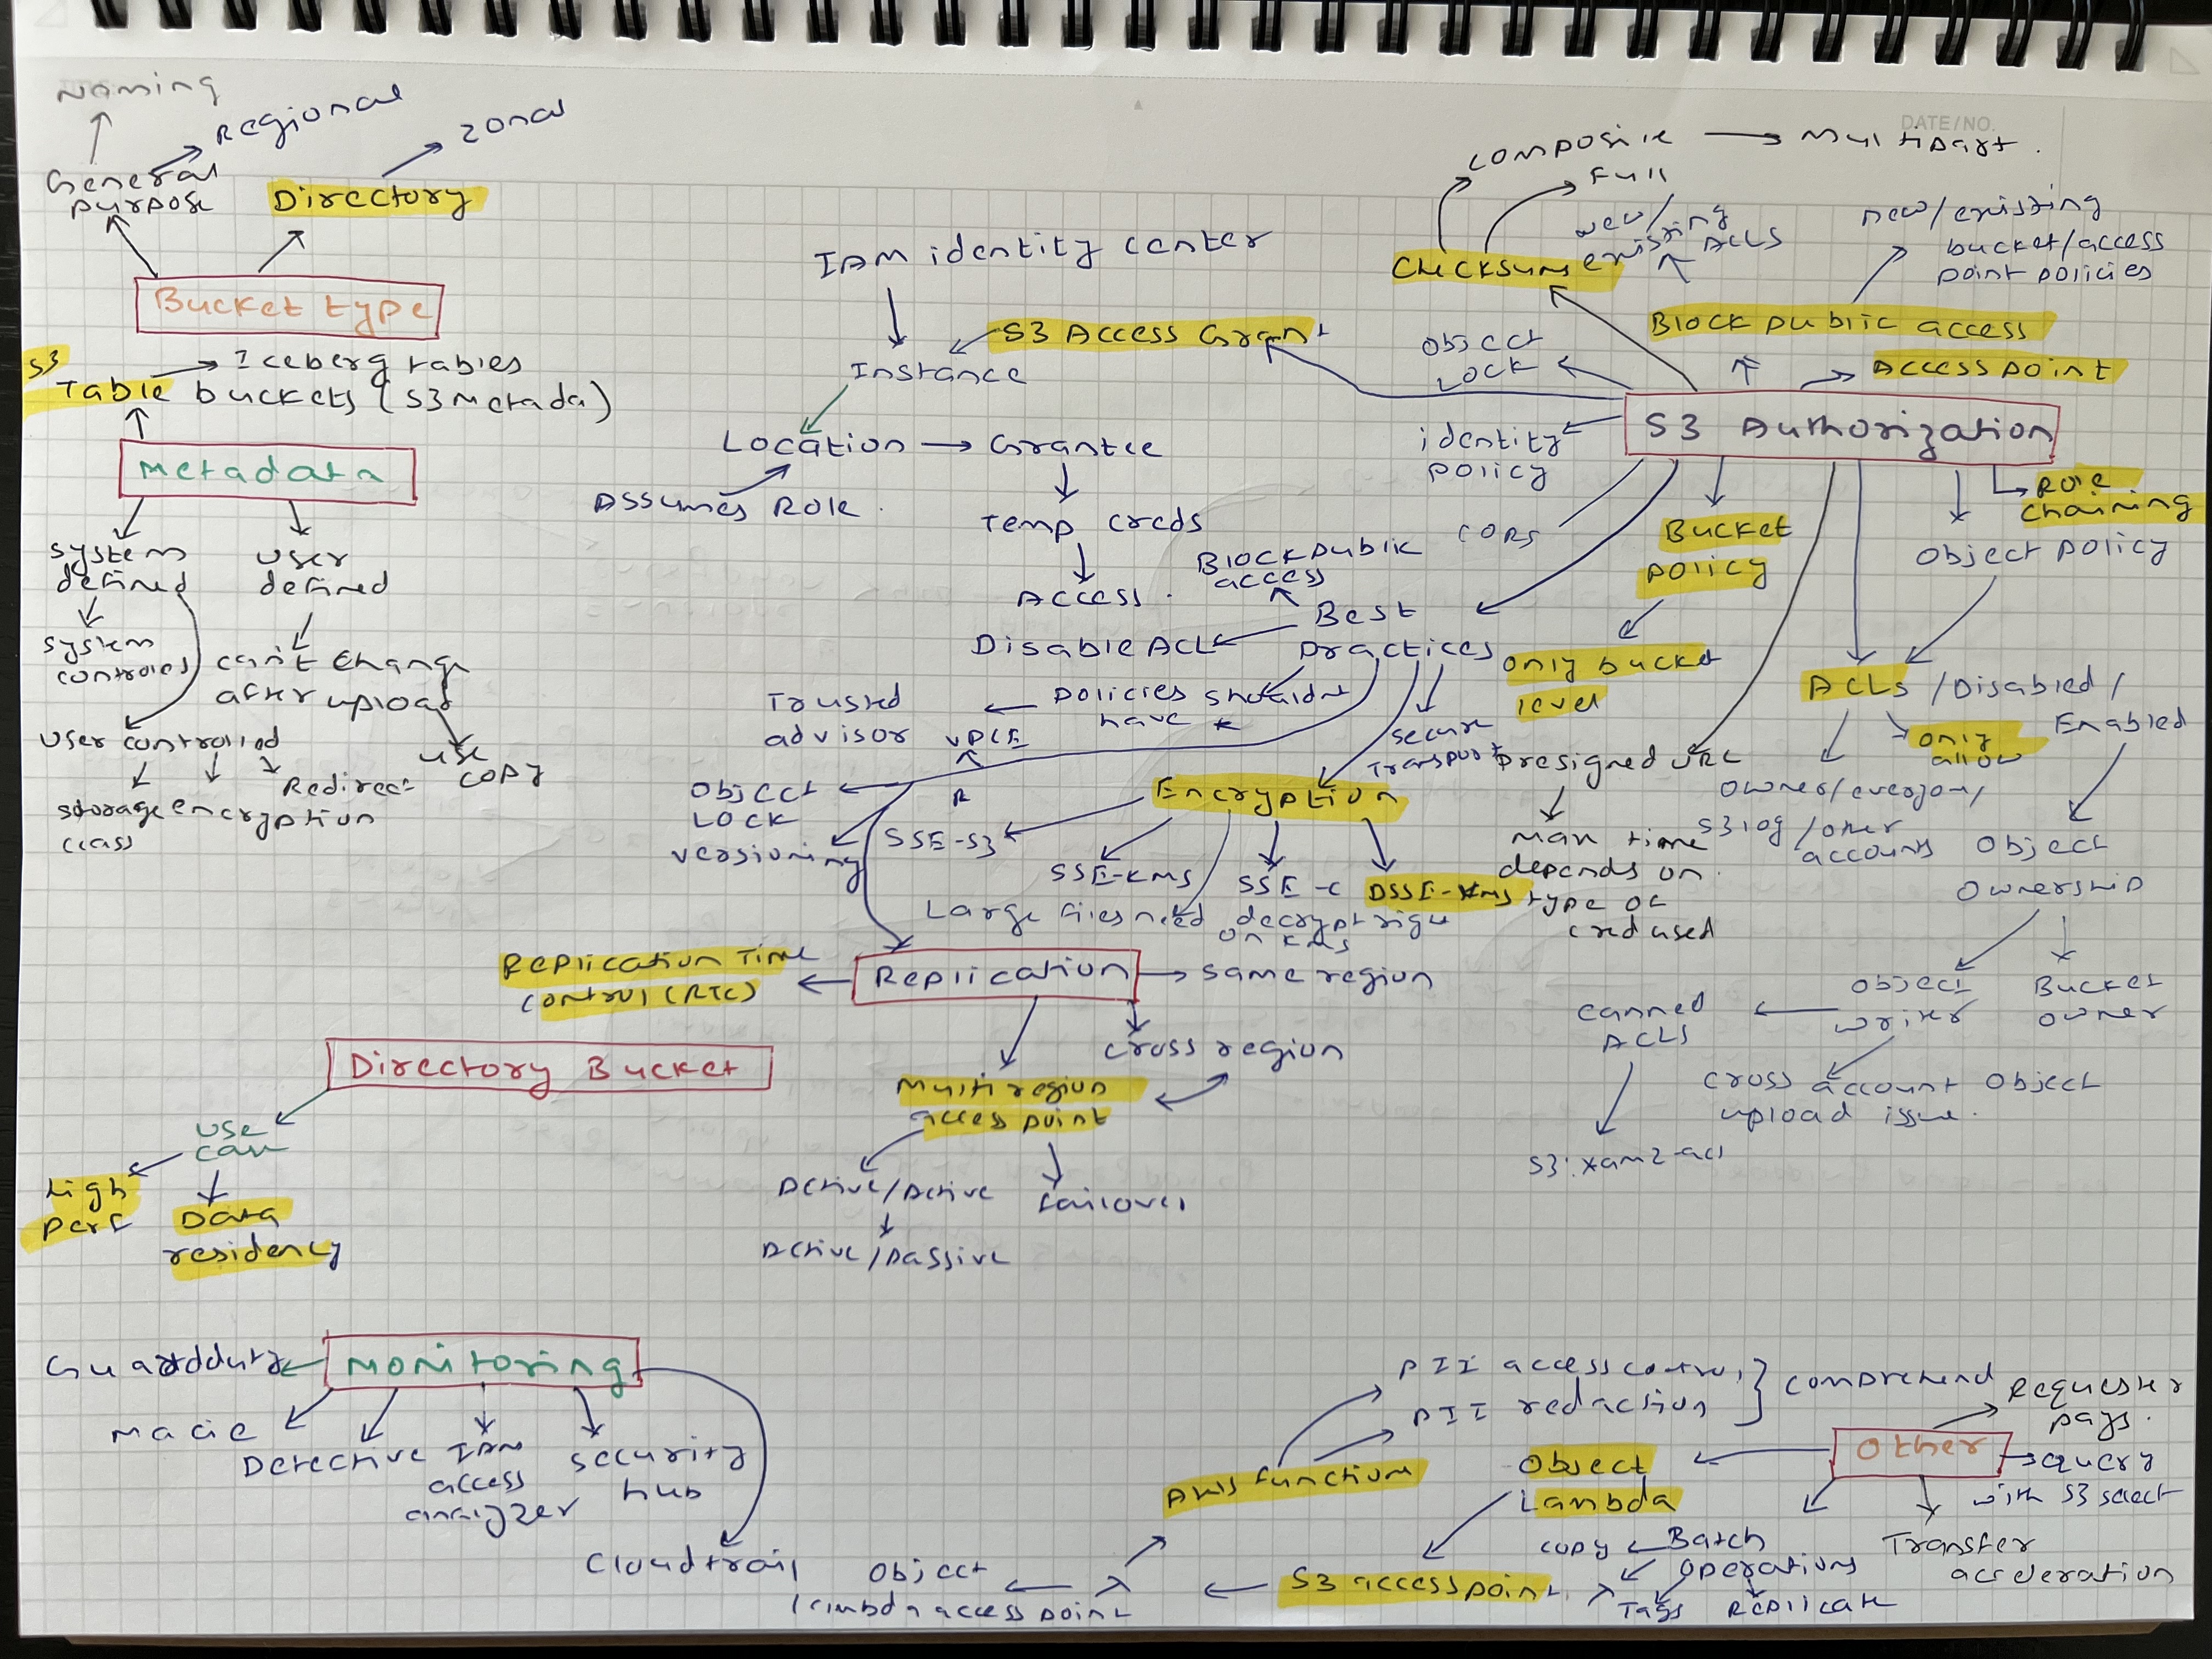 Naming
Regional
Zonal
General
purpose
Directory
Bucket type
S3
Table buckets (S3 Metada)
Iceberg tables
Metadata
System
defined
User
defined
System
controles
can't change
after upload
User controlled
use
copy
Storage
class
encryption
Redirect
IAM identity center
S3 Access Grant
Instance
Location
Grantee
Assumes Role
Temp creds
Access
Composite
Multipart
Full
Checksums
new/
existing
ACLs
new/existing
bucket/access
point policies
Block public access
Access point
Object
Lock
S3 Authorization
identity
policy
CORS
Bucket
policy
only bucket
level
Role
chaining
Object policy
Block public
access
Best
practices
Disable ACL
policies shouldnt
have *
Trusted
advisor
VPCE
secure
transport
Object
Lock
versioning
R
Encryption
SSE-S3
SSE-KMS
SSE-C
DSSE-KMS
Large files need decrypt right
on KMS
Presigned URL
Max time
depends on
type of
cred used
ACLs /Disabled/
Enabled
only
allow
Owner/everyon/
S3 log /other
accounts
Object
Ownership
Object
writer
Bucket
owner
canned
ACLs
cross account object
upload issue.
S3:xamz-acl
Replication Time
Control (RTC)
Replication
Same region
cross region
Multi region
access point
Active/Active
Failover
Active/passive
Directory Bucket
use
case
high
perf
Data
residency
Guardduty
Monitoring
Macie
Detective
IAM
access
analyzer
Security
hub
Cloudtrail
PII access control
PII redaction
comprehend
AWS function
Object
Lambda
Other
Requester
pays.
query
with S3 select
Transfer
acceleration
Batch
operations
copy
λ
Tags
Replicate
S3 access point
λ
Object
lambda access point
DATE/NO.